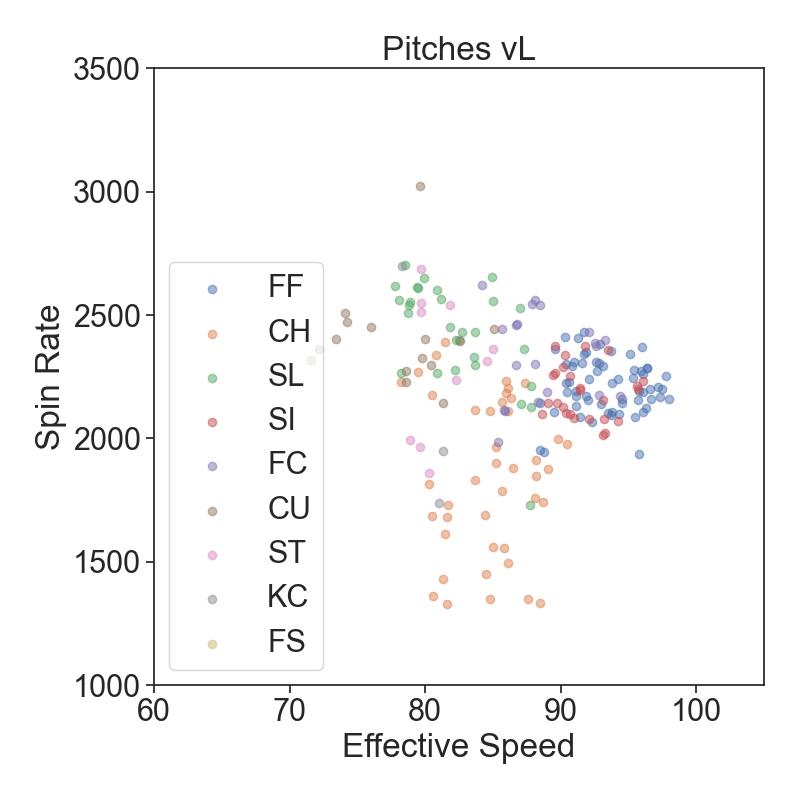 Pitches vL
3500
3000
2500
2000
1500
1000
Spin Rate
FF
CH
SL
SI
FC
CU
ST
KC
FS
60
70
80
90
100
Effective Speed